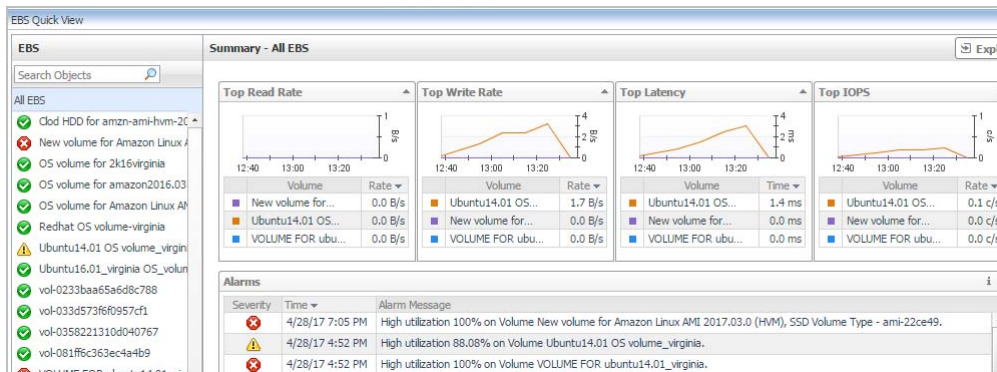 EBS Quick View
EBS
Search Objects
All EBS
Clod HDD for amzn-ami-hvm-20
New volume for Amazon Linux A
OS volume for 2k16virginia
OS volume for amazon2016.03
OS volume for Amazon Linux AM
Redhat OS volume-virginia
Ubuntu14.01 OS volume_virgin
Ubuntu16.01_virginia OS_volun
vol-0233baa65a6d8c788
vol-033d573f6f0957cf1
vol-0358221310d040767
vol-081ff6c363ec4a4b9
Summary - All EBS
Expl
Top Read Rate
1
B/s
0
12:40 13:00 13:20
Volume Rate
New volume for... 0.0 B/s
Ubuntu14.01 OS... 0.0 B/s
VOLUME FOR ubu... 0.0 B/s
Top Write Rate
4
2 B/s
0
12:40 13:00 13:20
Volume Rate
Ubuntu14.01 OS... 1.7 B/s
New volume for... 0.0 B/s
VOLUME FOR ubu... 0.0 B/s
Top Latency
4
2 ms
0
12:40 13:00 13:20
Volume Time
Ubuntu14.01 OS... 1.4 ms
New volume for... 0.0 ms
VOLUME FOR ubu... 0.0 ms
Top IOPS
1
c/s
0
12:40 13:00 13:20
Volume Rate
Ubuntu14.01 OS... 0.1 c/s
New volume for... 0.0 c/s
VOLUME FOR ubu... 0.0 c/s
Alarms
Severity Time Alarm Message
4/28/17 7:05 PM High utilization 100% on Volume New volume for Amazon Linux AMI 2017.03.0 (HVM), SSD Volume Type - ami-22ce49.
4/28/17 4:52 PM High utilization 88.08% on Volume Ubuntu14.01 OS volume_virginia.
4/28/17 4:52 PM High utilization 100% on Volume VOLUME FOR ubuntu14.01_virginia.